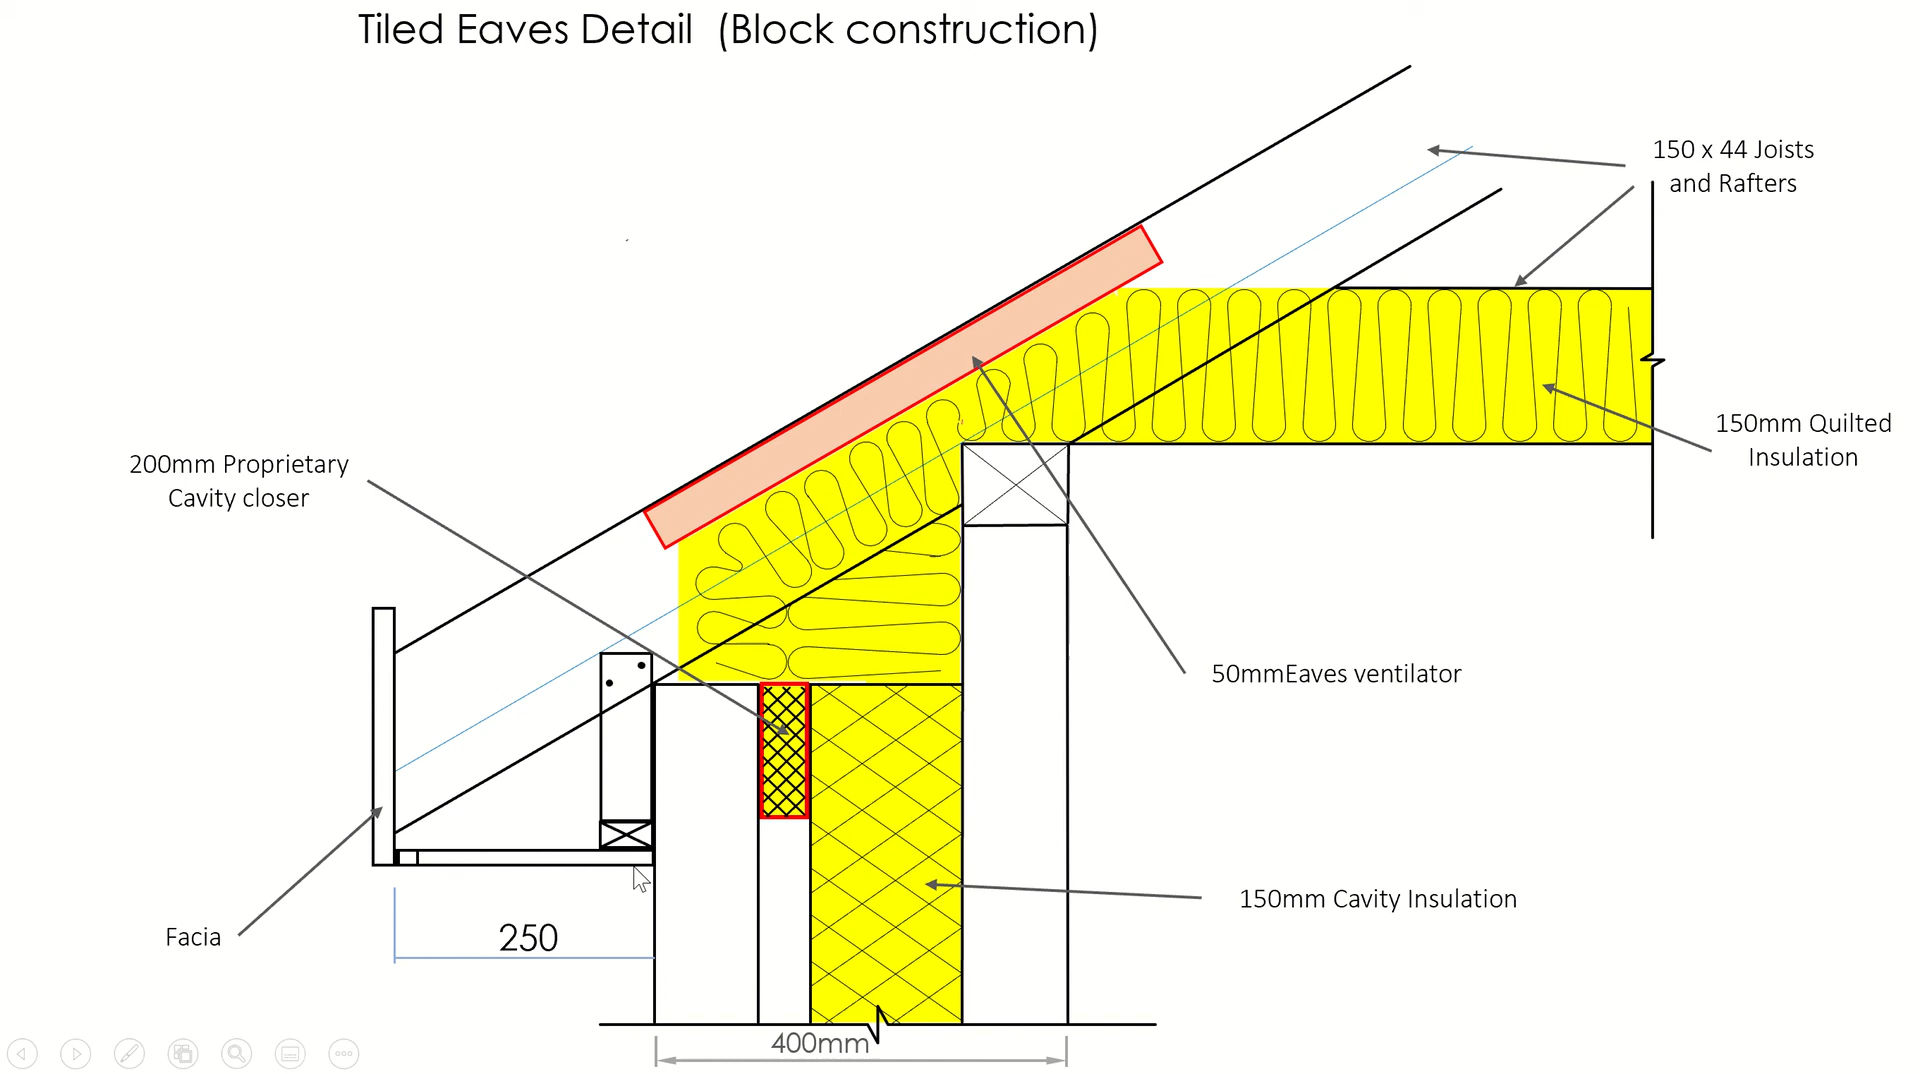 Tiled Eaves Detail (Block construction)
150 x 44 Joists
and Rafters
150mm Quilted
Insulation
200mm Proprietary
Cavity closer
50mmEaves ventilator
150mm Cavity Insulation
Facia
250
400mm